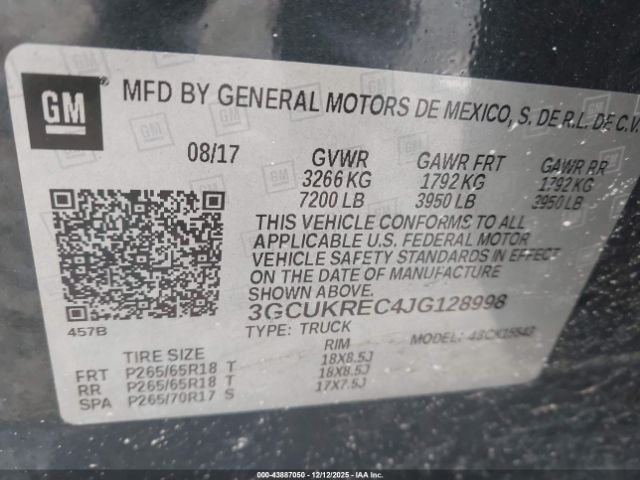 GM
MFD BY GENERAL MOTORS DE MEXICO, S. DE R.L. DE C.V.
08/17 GVWR GAWR FRT GAWR RR
3266 KG 1792 KG 1792 KG
7200 LB 3950 LB 3950 LB
THIS VEHICLE CONFORMS TO ALL
APPLICABLE U.S. FEDERAL MOTOR
VEHICLE SAFETY STANDARDS IN EFFECT
ON THE DATE OF MANUFACTURE
SHOWN ABOVE.
3GCUKREC4JG128998
457B
TYPE: TRUCK MODEL: 4SCK15543
TIRE SIZE RIM
FRT P265/65R18 T 18X8.5J
RR P265/65R18 T 18X8.5J
SPA P265/70R17 S 17X7.5J
© 43887050 - 12/12/2025 - IAA Inc.